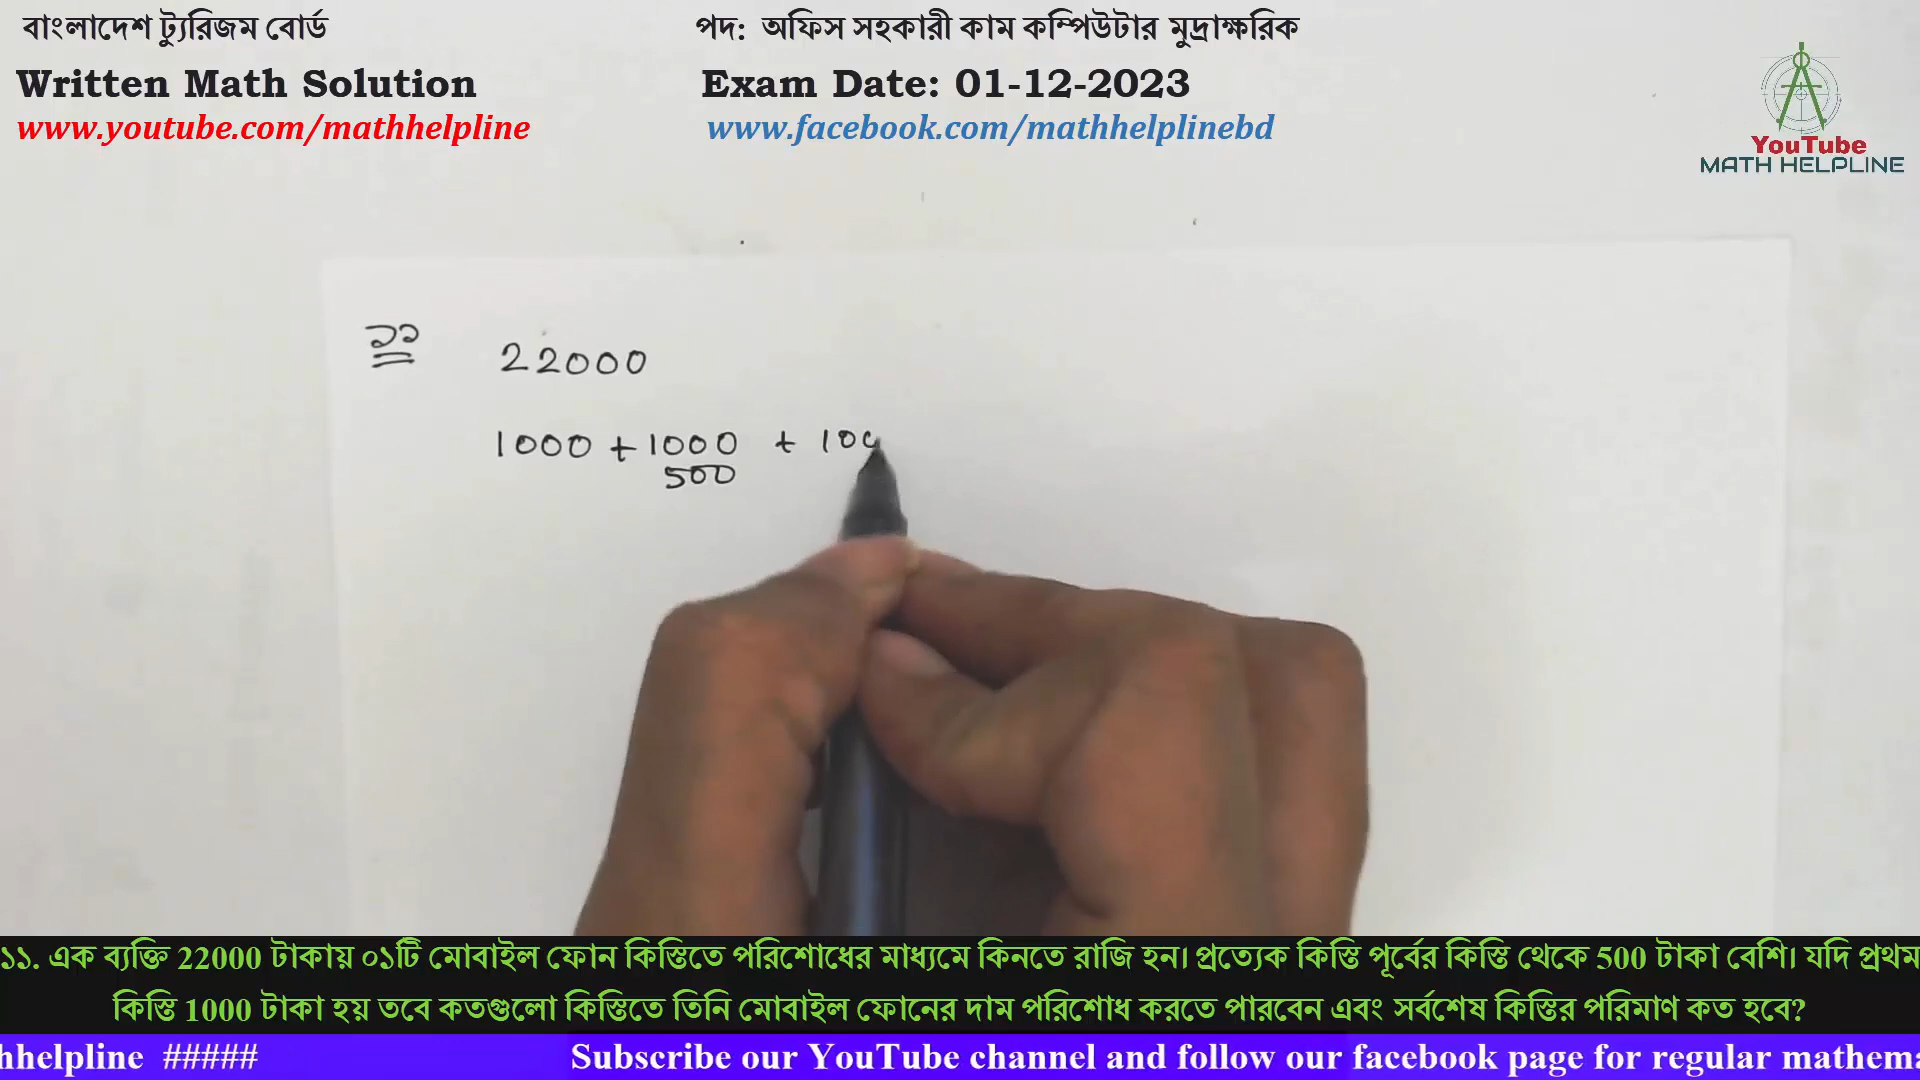 বাংলাদেশ ট্যুরিজম বোর্ড
পদ: অফিস সহকারী কাম কম্পিউটার মুদ্রাক্ষরিক
Written Math Solution
Exam Date: 01-12-2023
www.youtube.com/mathhelpline
www.facebook.com/mathhelplinebd
YouTube
MATH HELPLINE
১১
22000
1000 + 1000 + 100
500
১১. এক ব্যক্তি 22000 টাকায় ০১টি মোবাইল ফোন কিস্তিতে পরিশোধের মাধ্যমে কিনতে রাজি হন। প্রত্যেক কিস্তি পূর্বের কিস্তি থেকে 500 টাকা বেশি। যদি প্রথম
কিস্তি 1000 টাকা হয় তবে কতগুলো কিস্তিতে তিনি মোবাইল ফোনের দাম পরিশোধ করতে পারবেন এবং সর্বশেষ কিস্তির পরিমাণ কত হবে?
hhelpline ##### Subscribe our YouTube channel and follow our facebook page for regular mathema